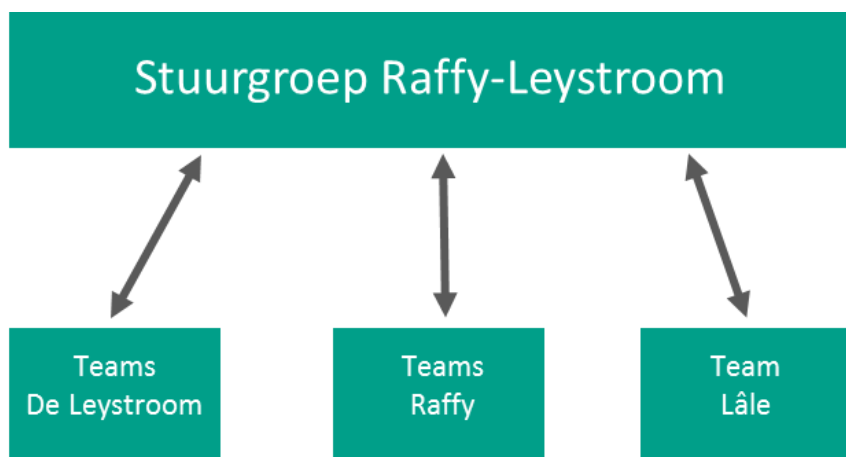 Stuurgroep Raffy-Leystroom
Teams
De Leystroom
Teams
Raffy
Team
Lâle